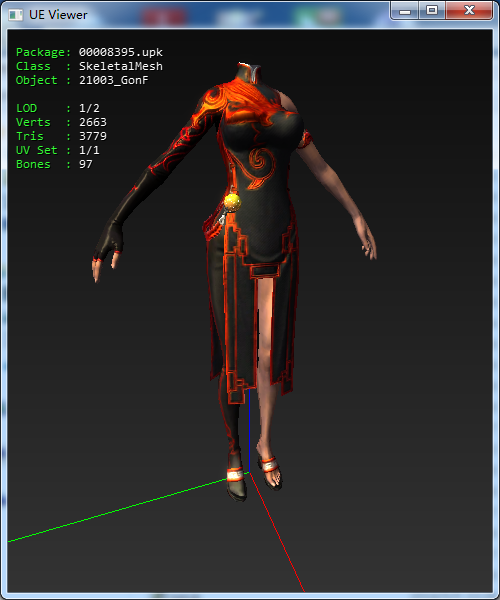 UE Viewer
Package: 00008395.upk
Class : SkeletalMesh
Object : 21003_GonF
LOD : 1/2
Verts : 2663
Tris : 3779
UV Set : 1/1
Bones : 97